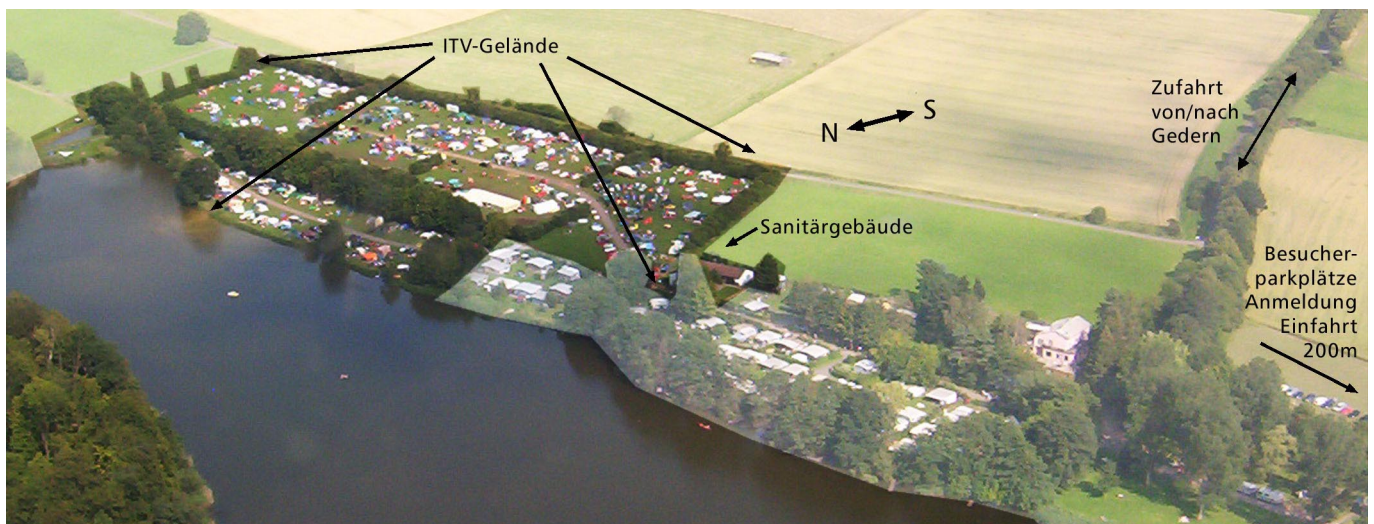 ITV-Gelände
Zufahrt
von/nach
Gedern
N
S
Sanitärgebäude
Besucher-
parkplätze
Anmeldung
Einfahrt
200m